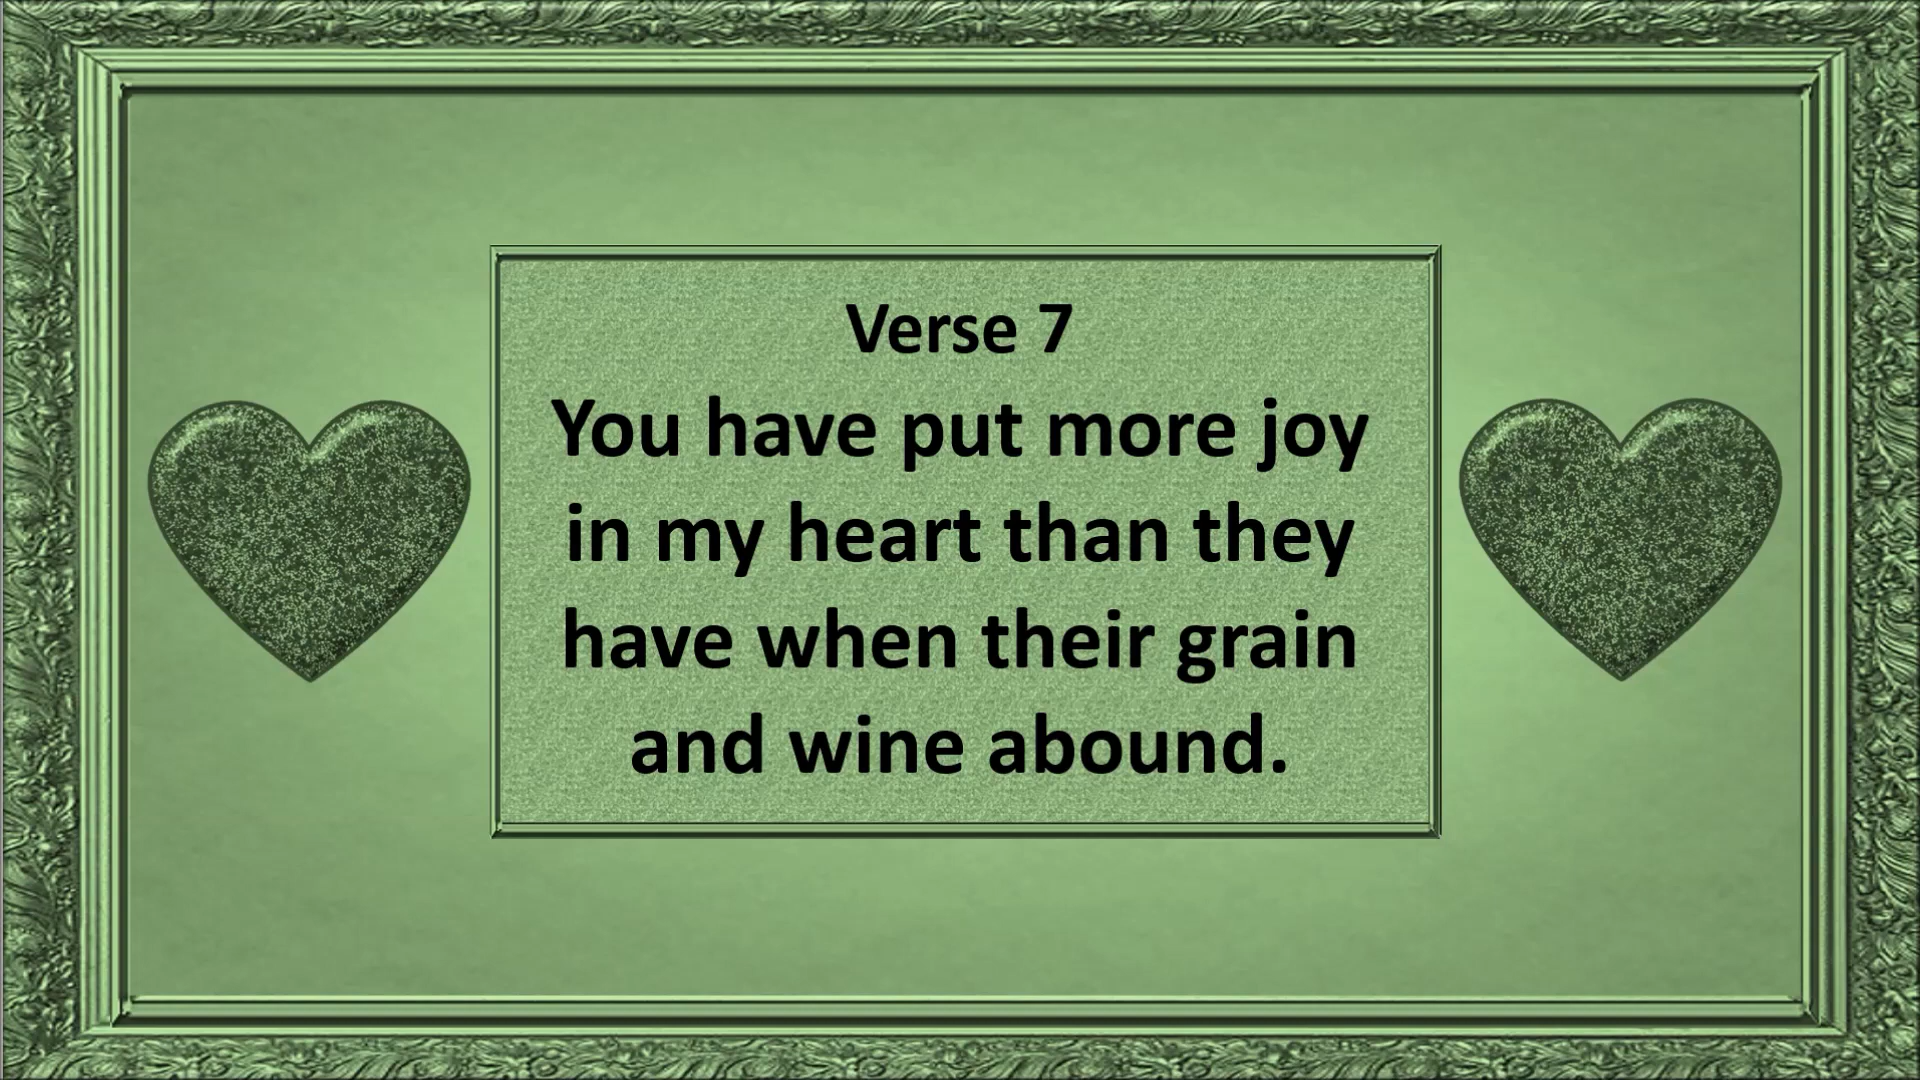 Verse 7
You have put more joy
in my heart than they
have when their grain
and wine abound.